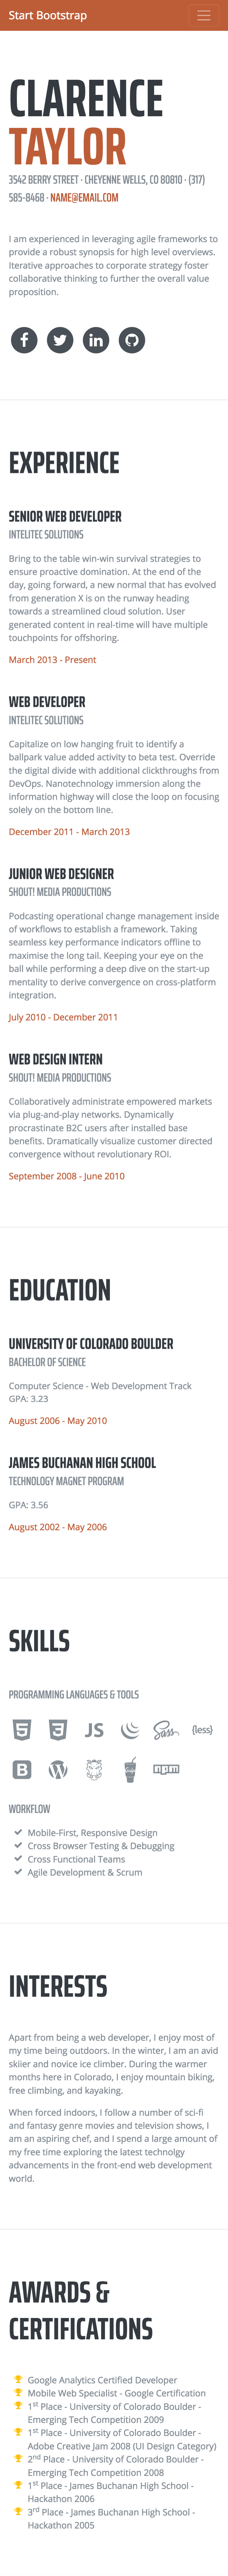 Start Bootstrap
CLARENCE
TAYLOR
3542 BERRY STREET · CHEYENNE WELLS, CO 80810 · (317)
585-8468 · NAME@EMAIL.COM
I am experienced in leveraging agile frameworks to
provide a robust synopsis for high level overviews.
Iterative approaches to corporate strategy foster
collaborative thinking to further the overall value
proposition.
EXPERIENCE
SENIOR WEB DEVELOPER
INTELITEC SOLUTIONS
Bring to the table win-win survival strategies to
ensure proactive domination. At the end of the
day, going forward, a new normal that has evolved
from generation X is on the runway heading
towards a streamlined cloud solution. User
generated content in real-time will have multiple
touchpoints for offshoring.
March 2013 - Present
WEB DEVELOPER
INTELITEC SOLUTIONS
Capitalize on low hanging fruit to identify a
ballpark value added activity to beta test. Override
the digital divide with additional clickthroughs from
DevOps. Nanotechnology immersion along the
information highway will close the loop on focusing
solely on the bottom line.
December 2011 - March 2013
JUNIOR WEB DESIGNER
SHOUT! MEDIA PRODUCTIONS
Podcasting operational change management inside
of workflows to establish a framework. Taking
seamless key performance indicators offline to
maximise the long tail. Keeping your eye on the
ball while performing a deep dive on the start-up
mentality to derive convergence on cross-platform
integration.
July 2010 - December 2011
WEB DESIGN INTERN
SHOUT! MEDIA PRODUCTIONS
Collaboratively administrate empowered markets
via plug-and-play networks. Dynamically
procrastinate B2C users after installed base
benefits. Dramatically visualize customer directed
convergence without revolutionary ROI.
September 2008 - June 2010
EDUCATION
UNIVERSITY OF COLORADO BOULDER
BACHELOR OF SCIENCE
Computer Science - Web Development Track
GPA: 3.23
August 2006 - May 2010
JAMES BUCHANAN HIGH SCHOOL
TECHNOLOGY MAGNET PROGRAM
GPA: 3.56
August 2002 - May 2006
SKILLS
PROGRAMMING LANGUAGES & TOOLS
5 3 JS Sass {less}
B W Gulp npm
WORKFLOW
Mobile-First, Responsive Design
Cross Browser Testing & Debugging
Cross Functional Teams
Agile Development & Scrum
INTERESTS
Apart from being a web developer, I enjoy most of
my time being outdoors. In the winter, I am an avid
skiier and novice ice climber. During the warmer
months here in Colorado, I enjoy mountain biking,
free climbing, and kayaking.
When forced indoors, I follow a number of sci-fi
and fantasy genre movies and television shows, I
am an aspiring chef, and I spend a large amount of
my free time exploring the latest technolgy
advancements in the front-end web development
world.
AWARDS &
CERTIFICATIONS
Google Analytics Certified Developer
Mobile Web Specialist - Google Certification
1st Place - University of Colorado Boulder -
Emerging Tech Competition 2009
1st Place - University of Colorado Boulder -
Adobe Creative Jam 2008 (UI Design Category)
2nd Place - University of Colorado Boulder -
Emerging Tech Competition 2008
1st Place - James Buchanan High School -
Hackathon 2006
3rd Place - James Buchanan High School -
Hackathon 2005